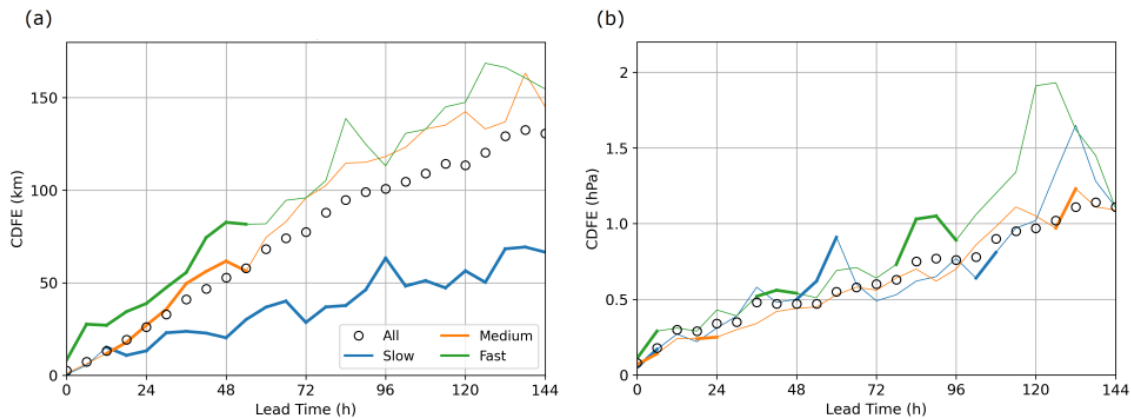 (a)
CDFE (km)
150
100
50
0
0 24 48 72 96 120 144
Lead Time (h)
All
Slow
Medium
Fast
(b)
CDFE (hPa)
2
1.5
1.0
0.5
0
0 24 48 72 96 120 144
Lead Time (h)